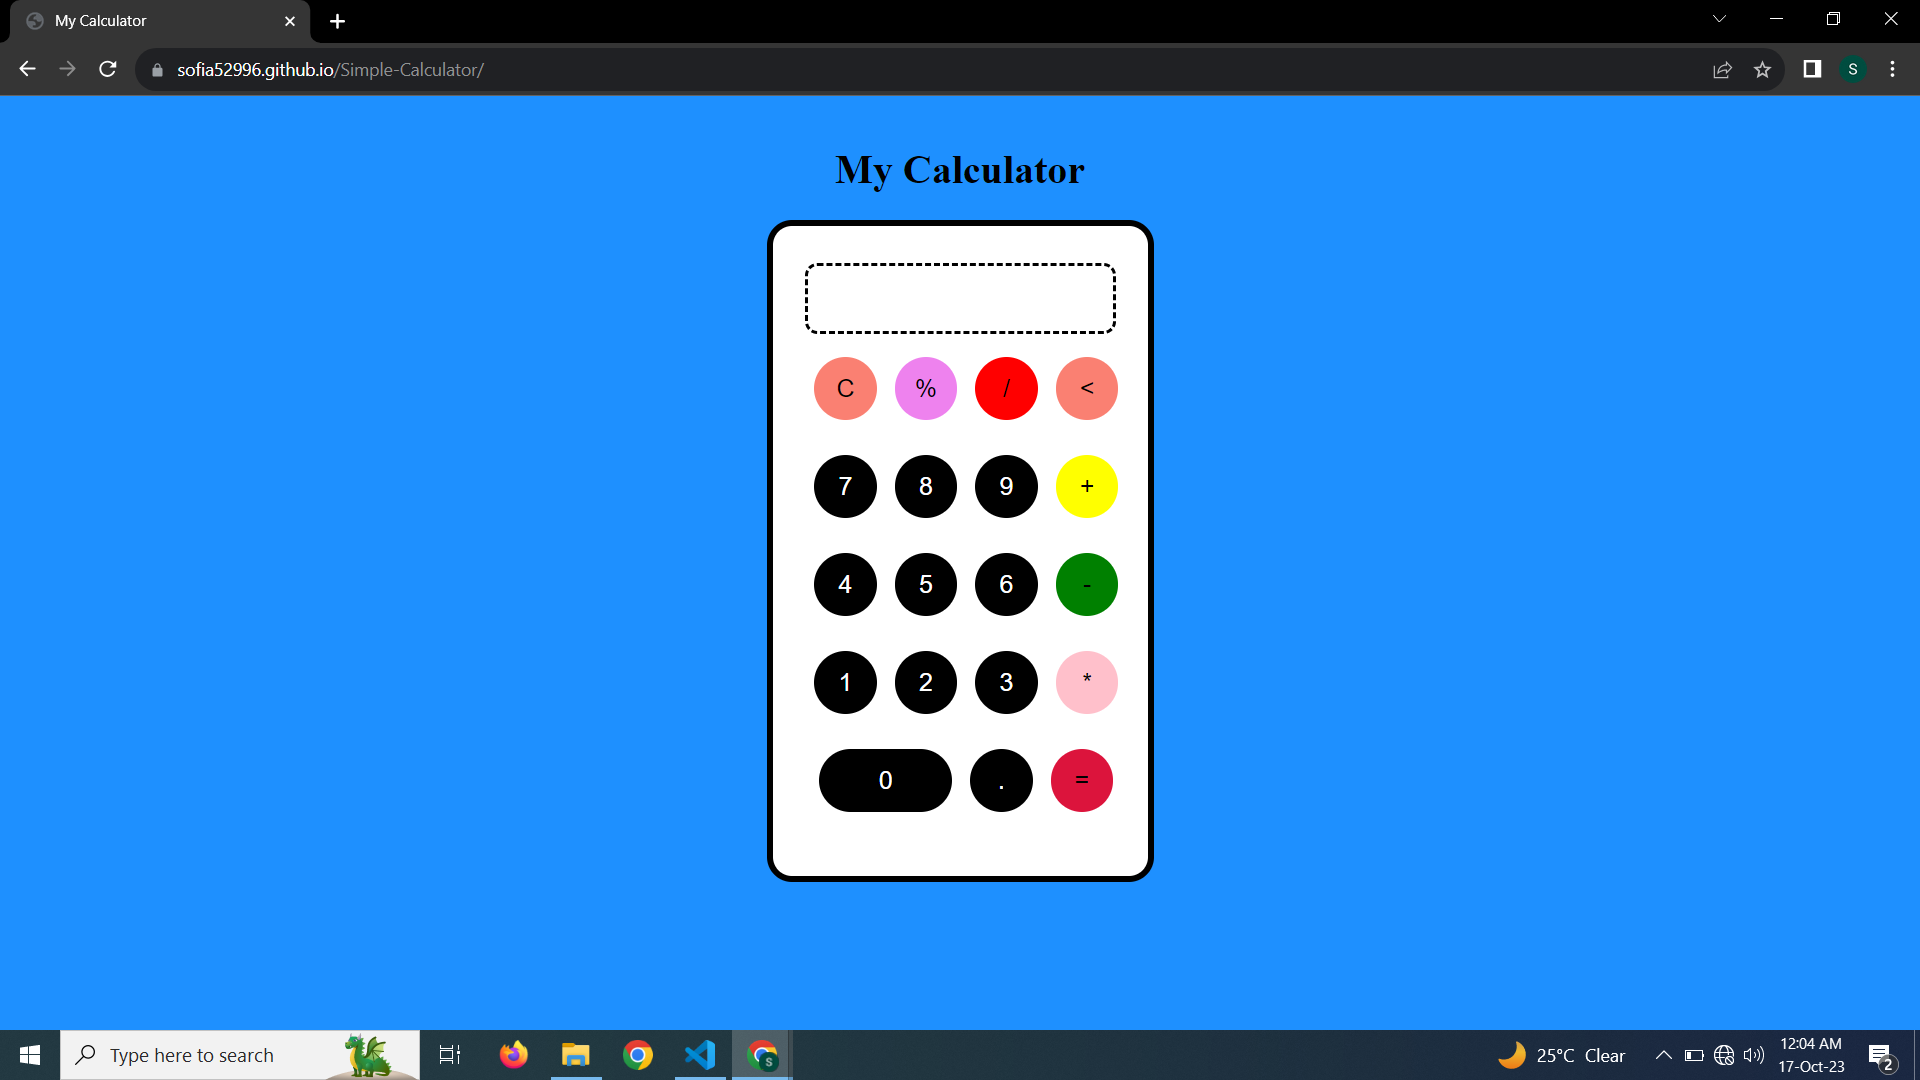 My Calculator
sofia52996.github.io/Simple-Calculator/
S
My Calculator
C % / <
7 8 9 +
4 5 6 -
1 2 3 *
0 . =
Type here to search
S
25°C Clear
12:04 AM
17-Oct-23
2